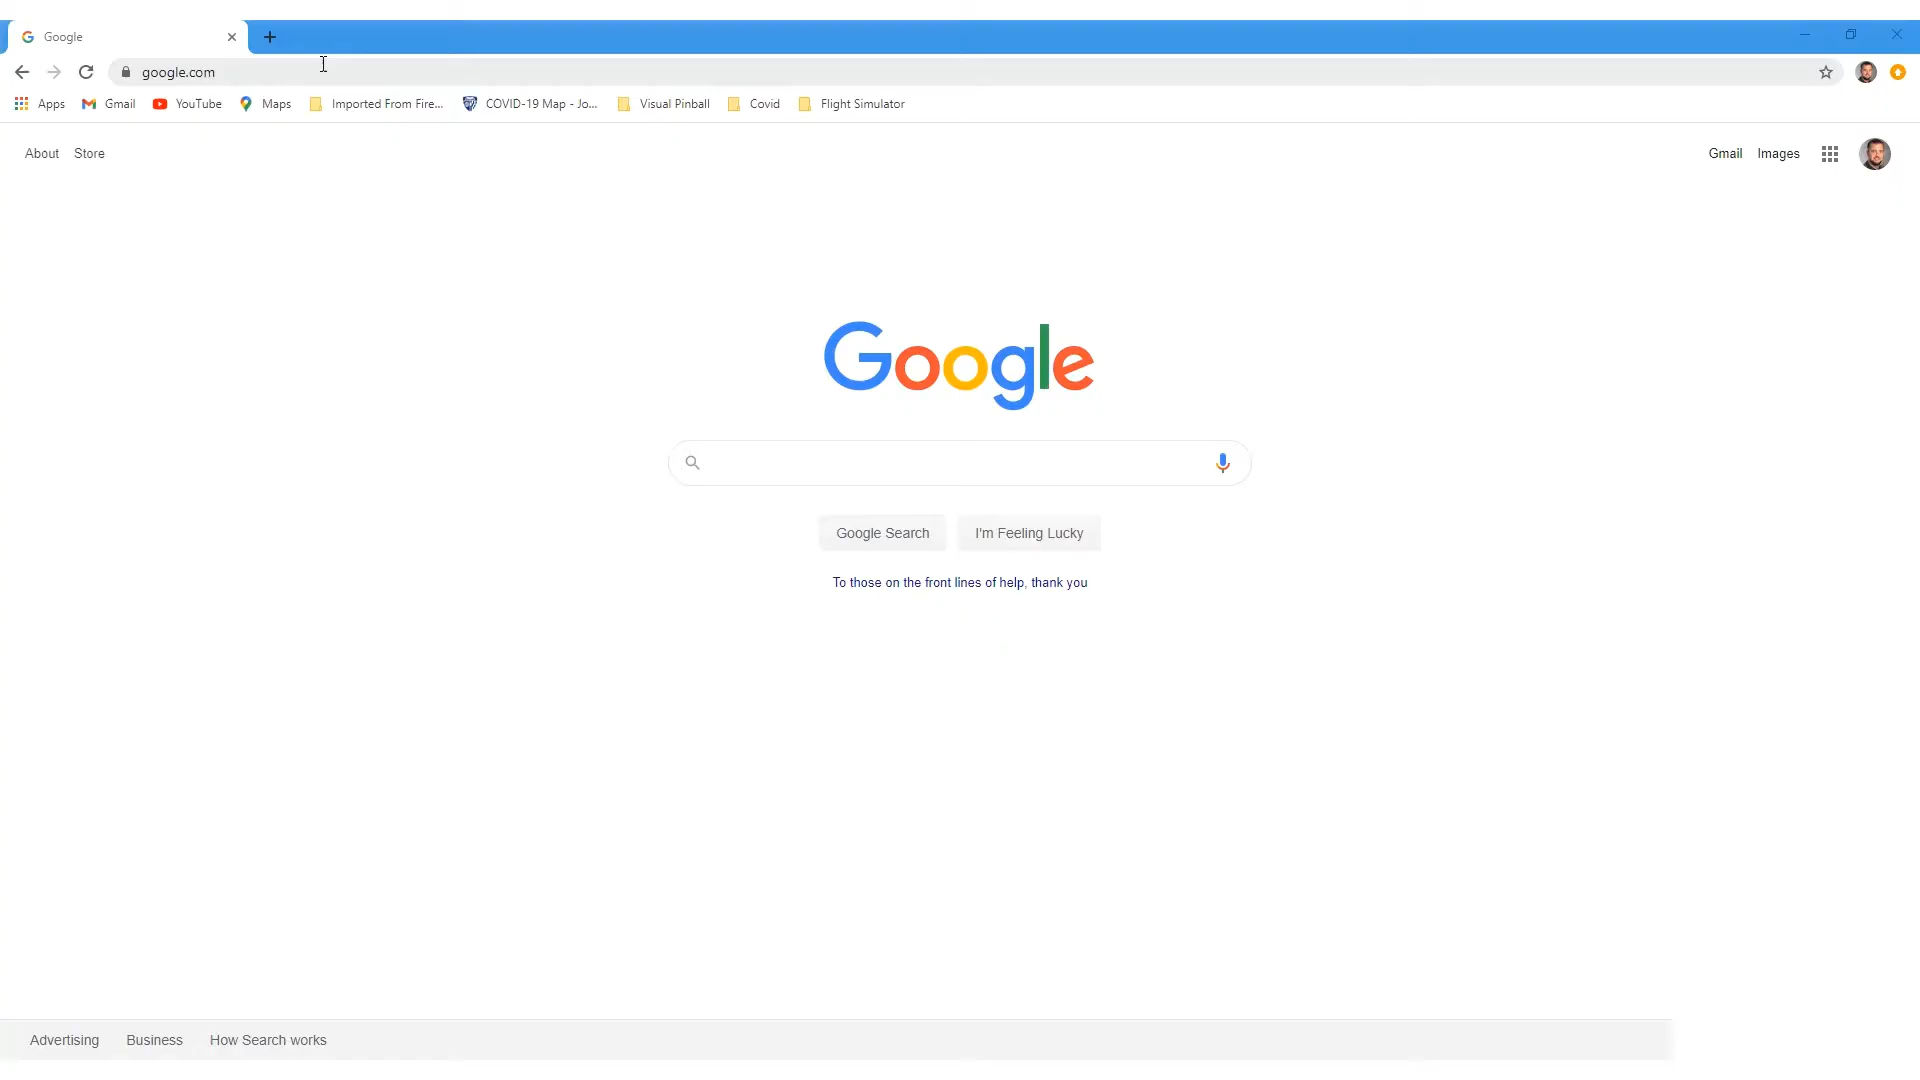 Google
google.com
Apps Gmail YouTube Maps Imported From Fire... COVID-19 Map - Jo... Visual Pinball Covid Flight Simulator
About Store Gmail Images
Google
Google Search I'm Feeling Lucky
To those on the front lines of help, thank you
Advertising Business How Search works